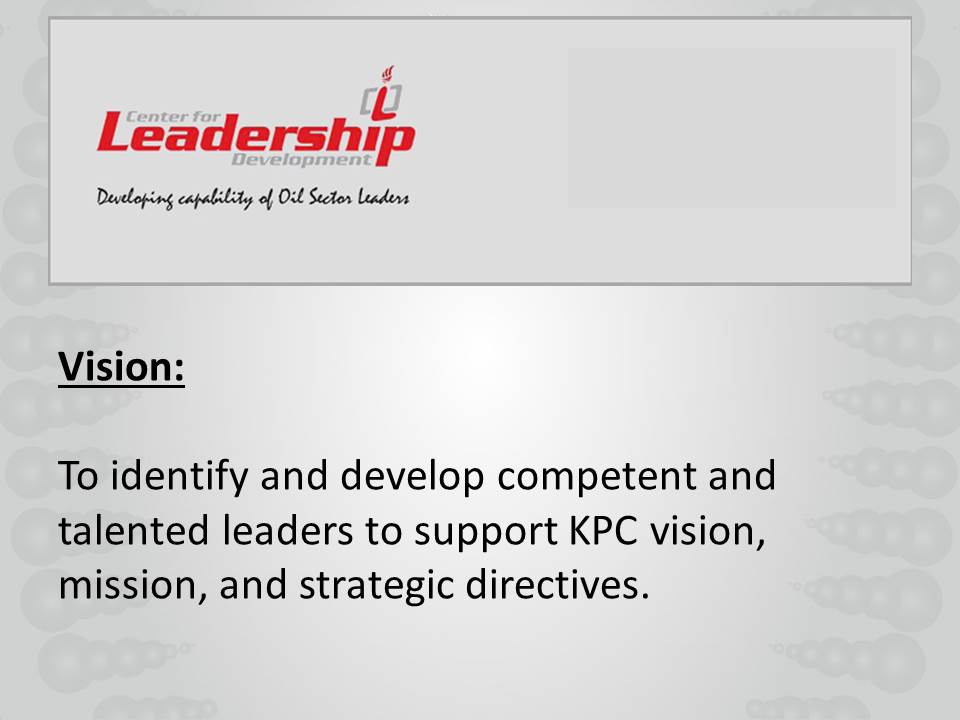 Center for
Leadership
Development
Developing capability of Oil Sector Leaders
Vision:
To identify and develop competent and
talented leaders to support KPC vision,
mission, and strategic directives.